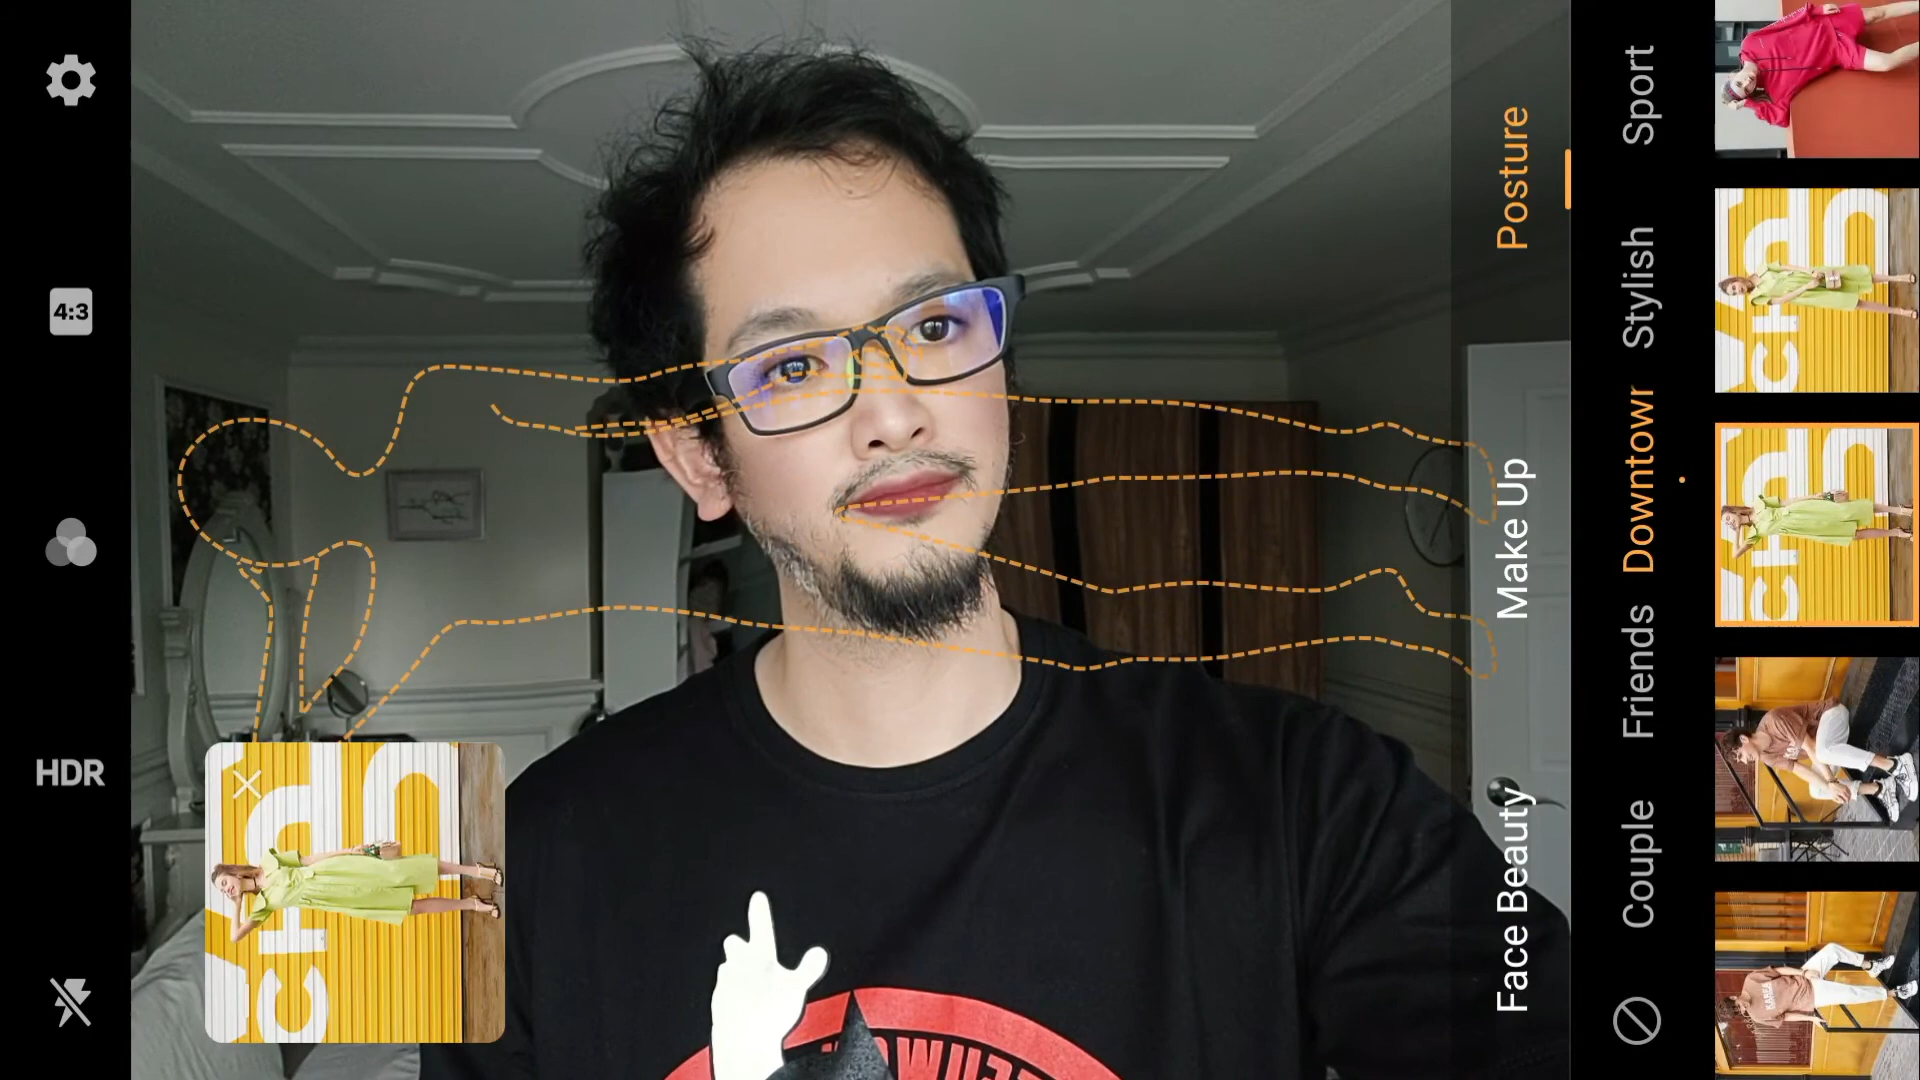 4:3
HDR
Posture
Make Up
Face Beauty
Sport
Stylish
Downtowr
Friends
Couple